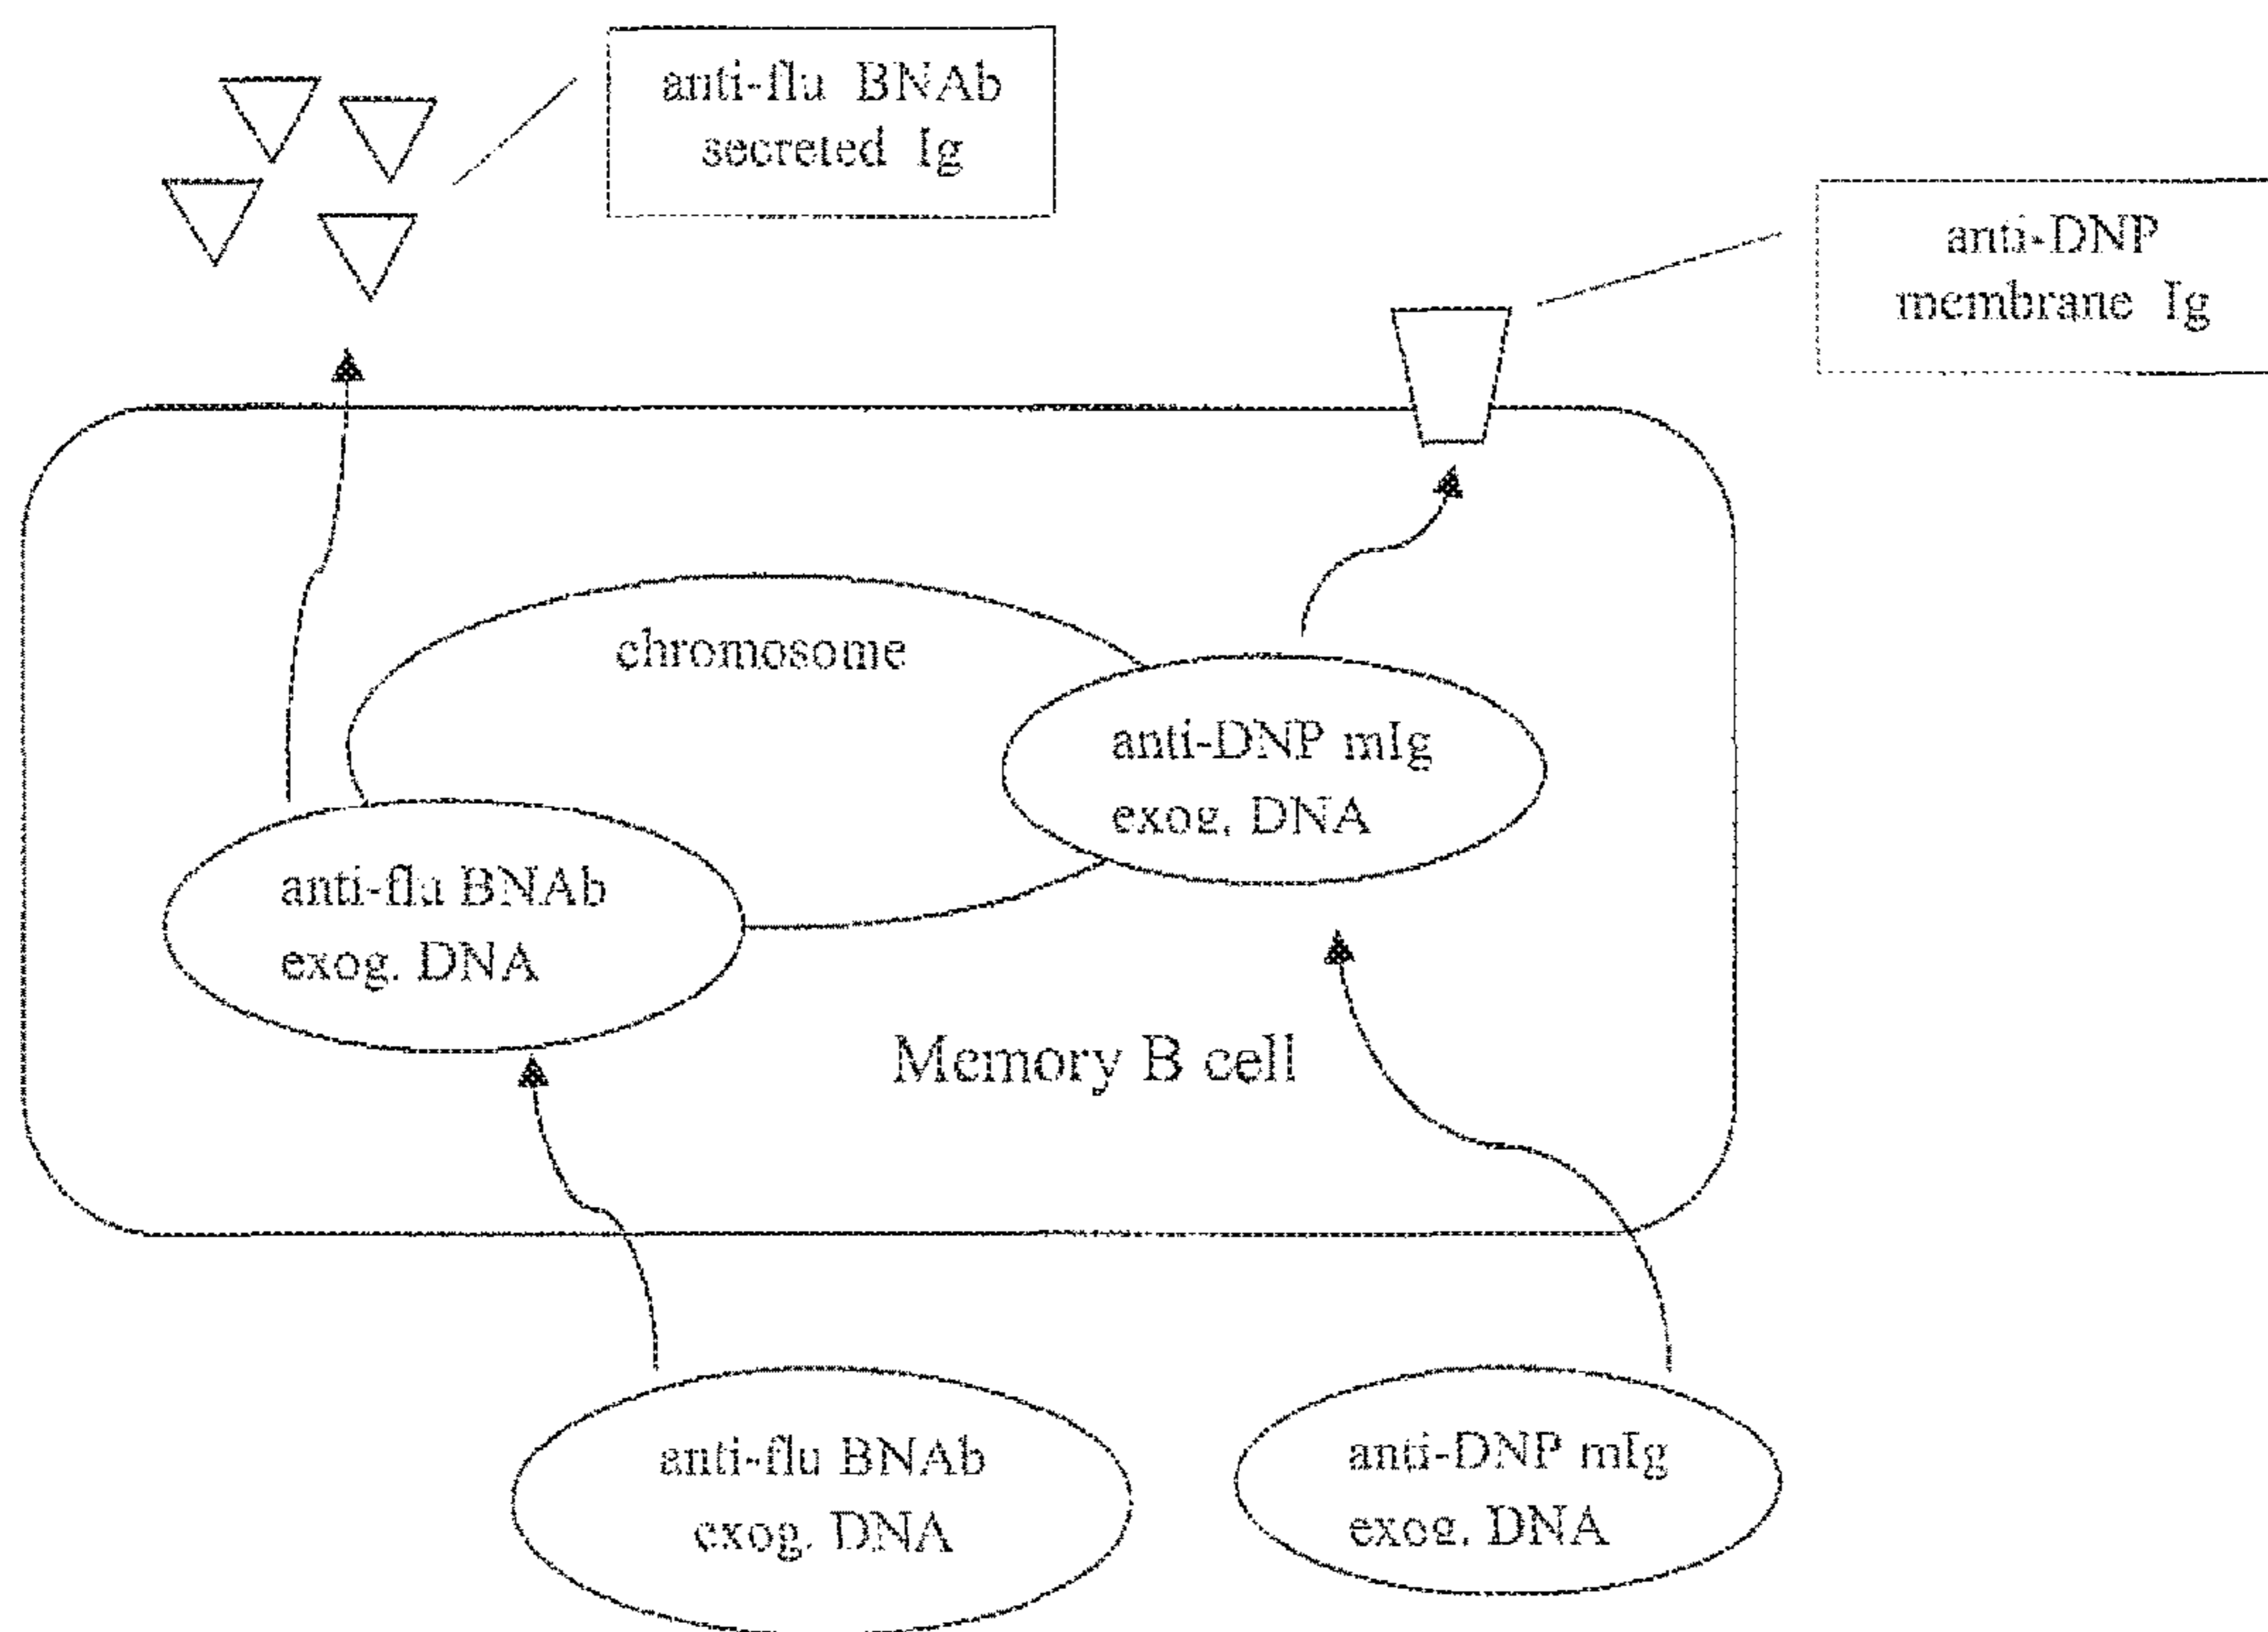 anti-flu BNAb
secreted Ig
anti-DNP
membrane Ig
chromosome
anti-DNP mIg
exog. DNA
anti-flu BNAb
exog. DNA
Memory B cell
anti-flu BNAb
exog. DNA
anti-DNP mIg
exog. DNA